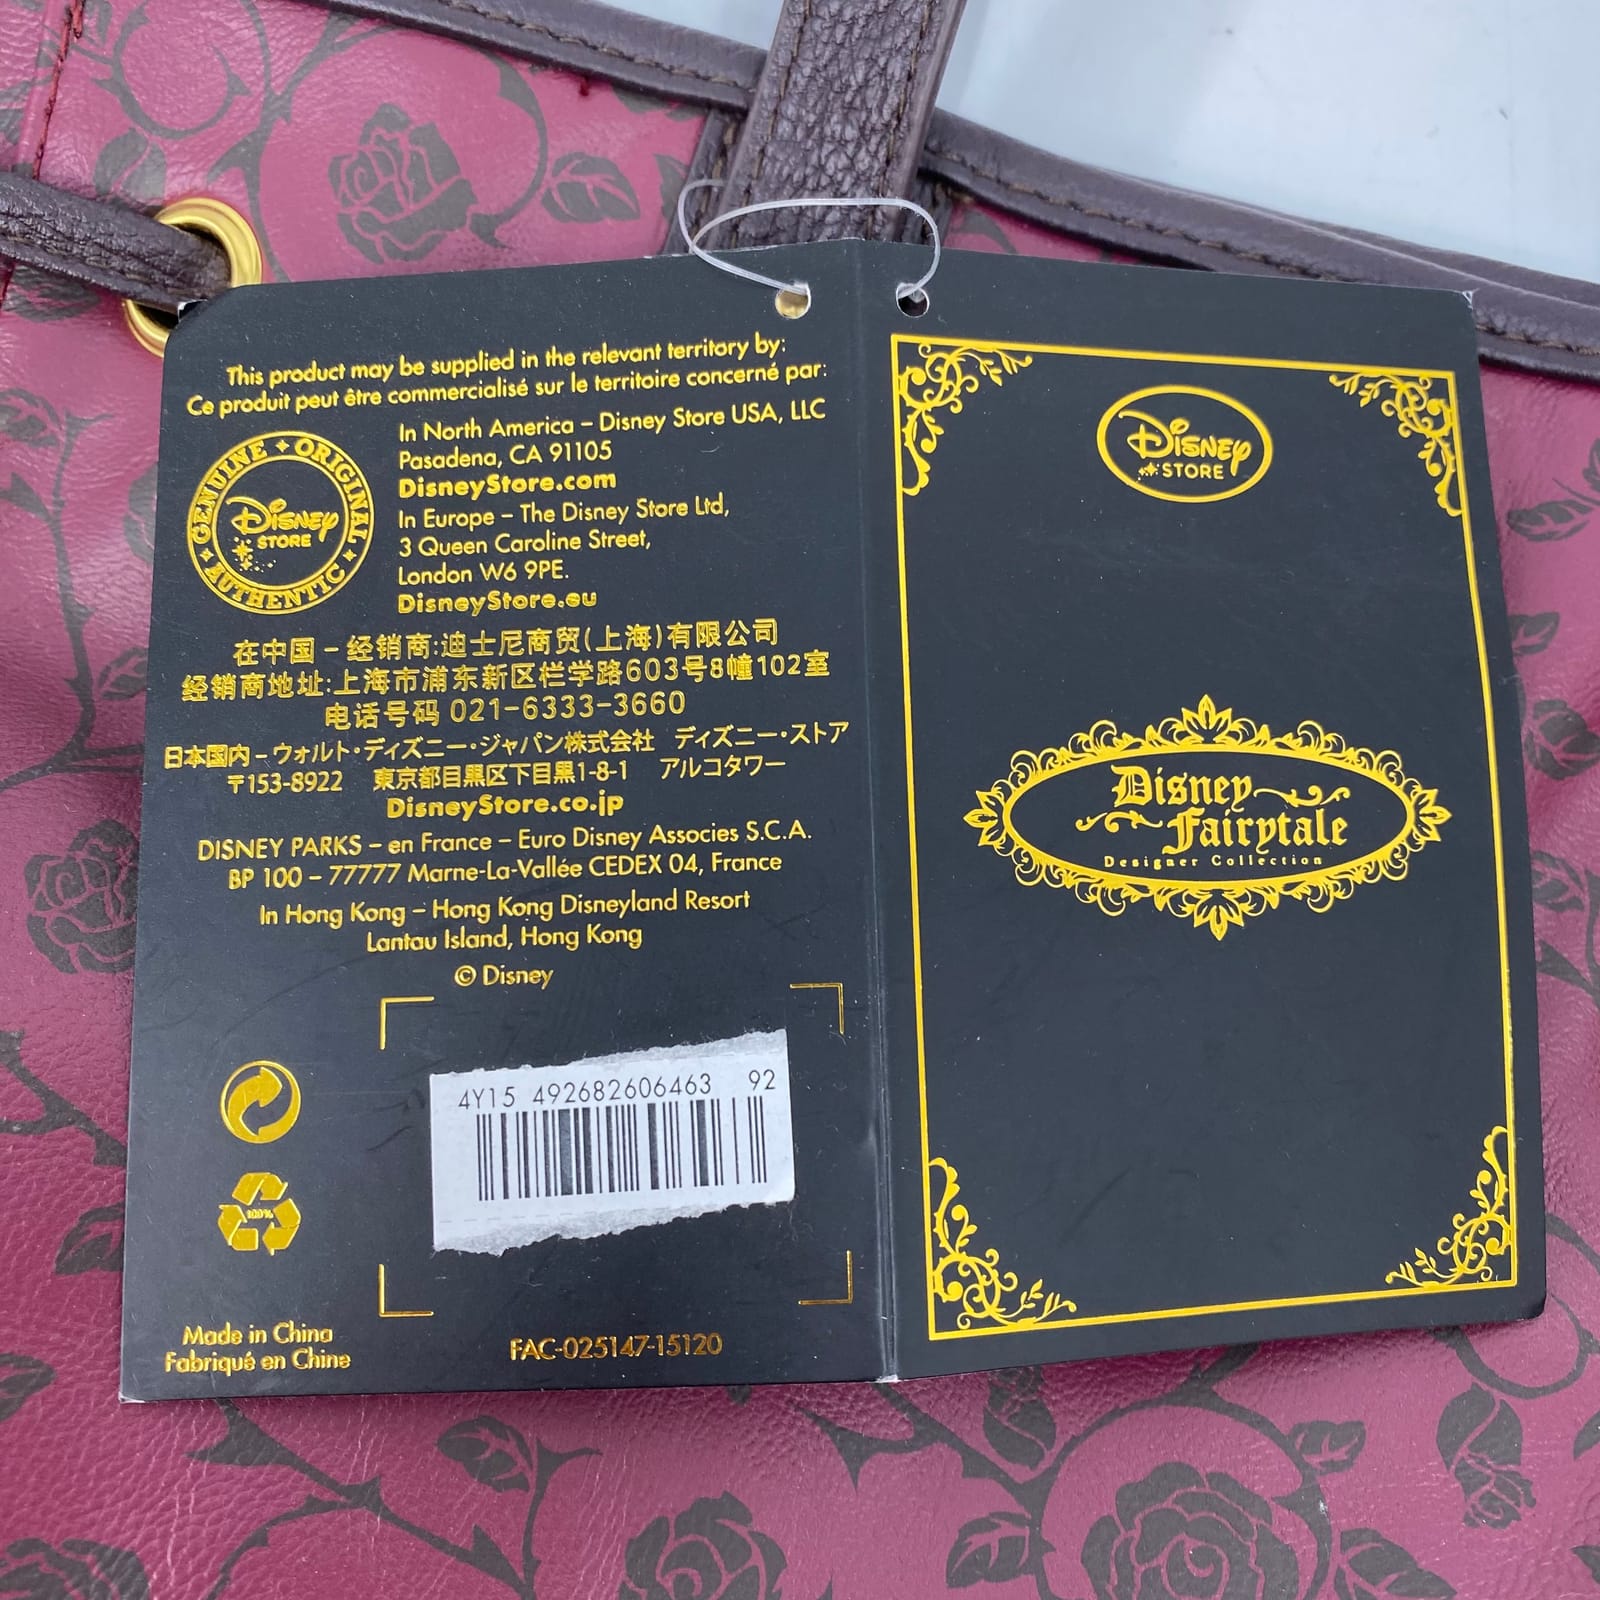 This product may be supplied in the relevant territory by:
Ce produit peut être commercialisé sur le territoire concerné par:
GENUINE ORIGINAL AUTHENTIC
Disney
STORE
In North America – Disney Store USA, LLC
Pasadena, CA 91105
DisneyStore.com
In Europe – The Disney Store Ltd,
3 Queen Caroline Street,
London W6 9PE.
DisneyStore.eu
在中国 – 经销商:迪士尼商贸(上海)有限公司
经销商地址:上海市浦东新区栏学路603号8幢102室
电话号码 021-6333-3660
日本国内 – ウォルト・ディズニー・ジャパン株式会社 ディズニー・ストア
〒153-8922 東京都目黒区下目黒1-8-1 アルコタワー
DisneyStore.co.jp
DISNEY PARKS – en France – Euro Disney Associes S.C.A.
BP 100 – 77777 Marne-La-Vallée CEDEX 04, France
In Hong Kong – Hong Kong Disneyland Resort
Lantau Island, Hong Kong
© Disney
4Y15 492682606463 92
100%
Made in China
Fabriqué en Chine
FAC-025147-15120
Disney
STORE
Disney
Fairytale
Designer Collection